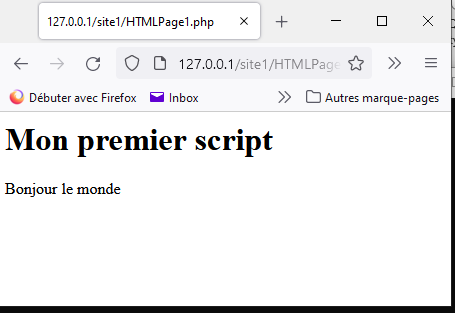 127.0.0.1/site1/HTMLPage1.php
127.0.0.1/site1/HTMLPage
Débuter avec Firefox Inbox Autres marque-pages
Mon premier script
Bonjour le monde